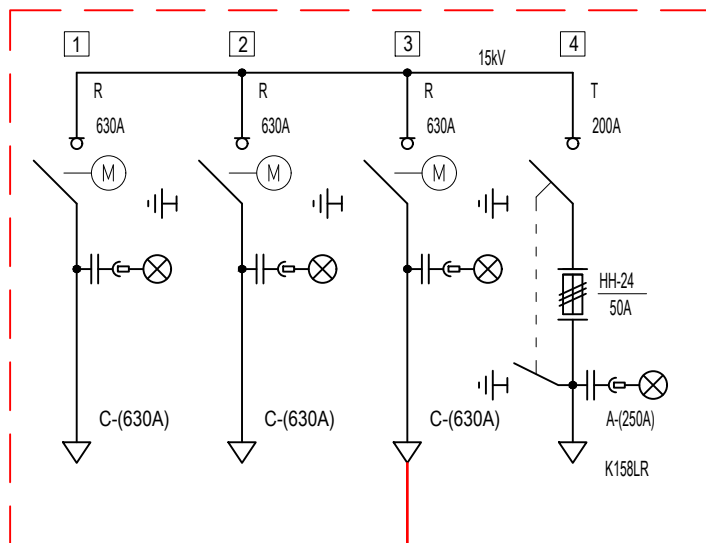 1
2
3
4
15kV
R
R
R
T
630A
630A
630A
200A
M
M
M
HH-24
50A
C-(630A)
C-(630A)
C-(630A)
A-(250A)
K158LR